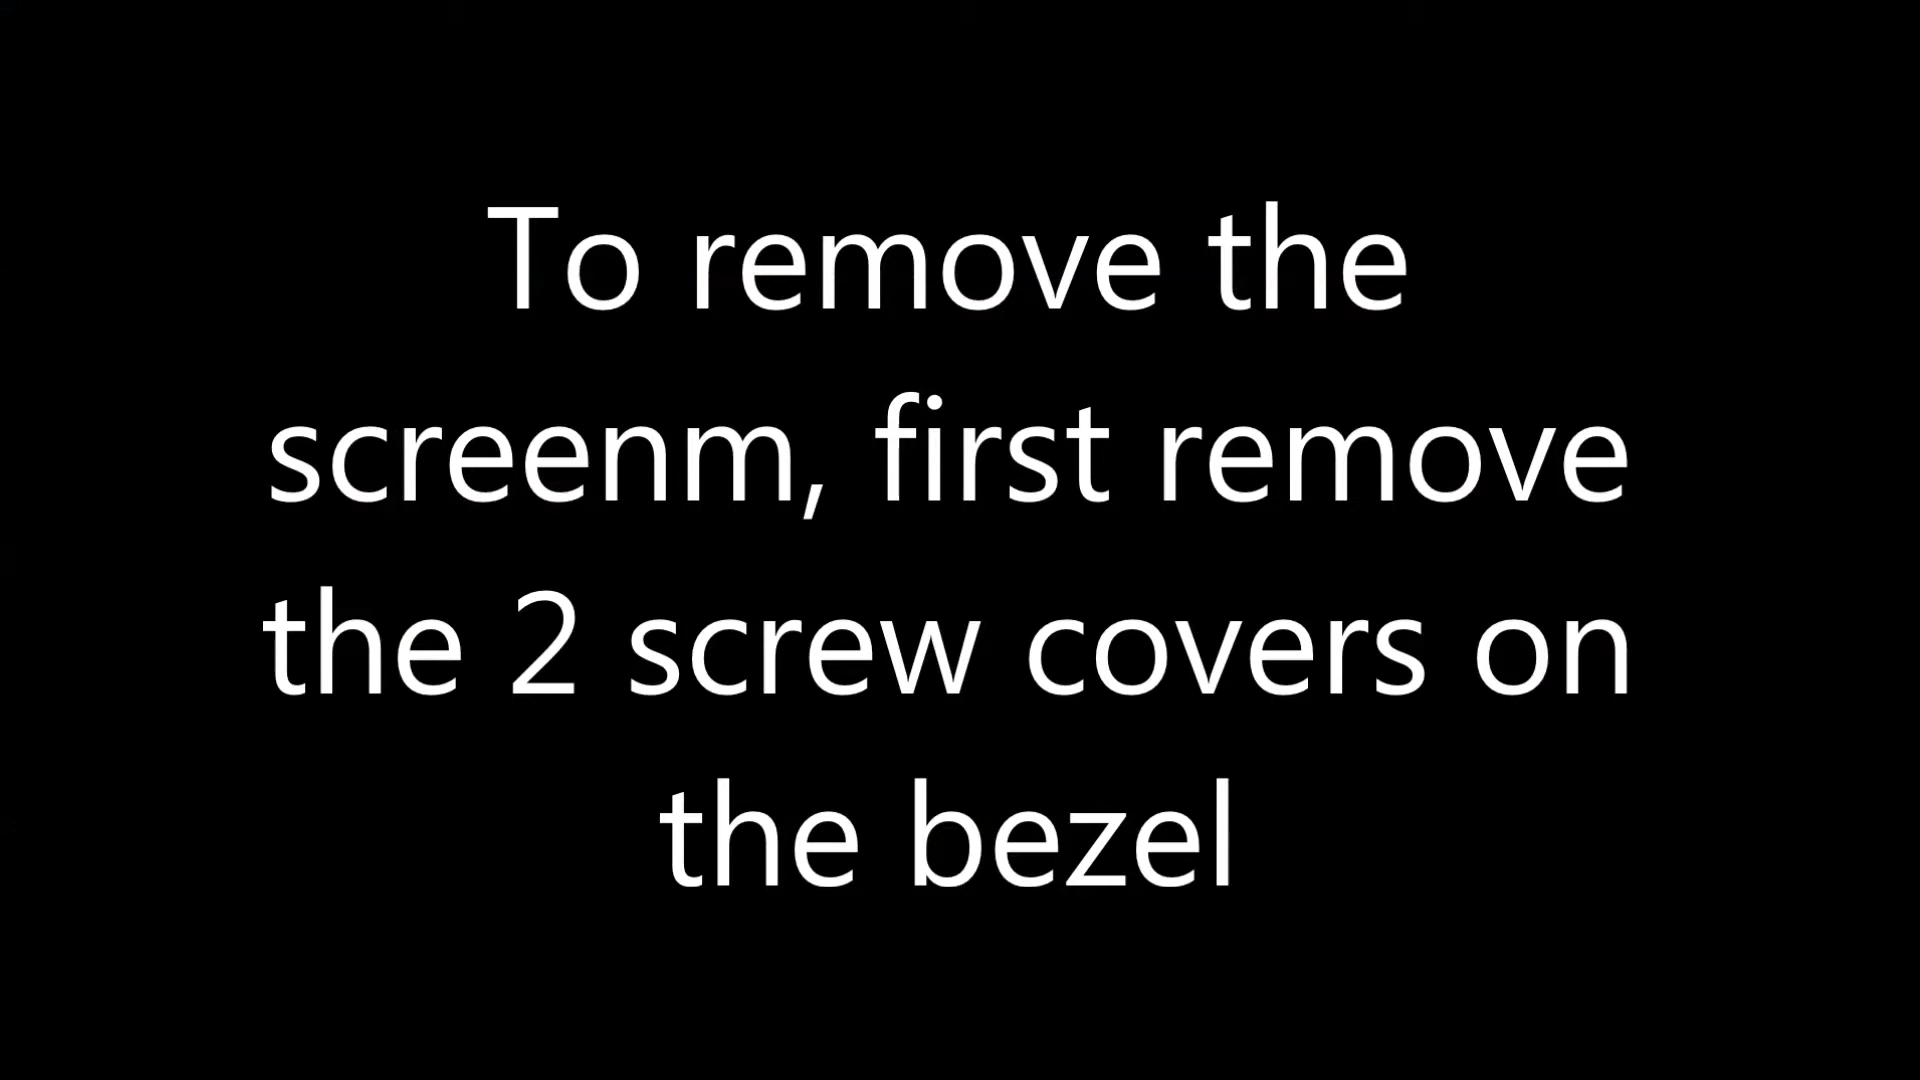 To remove the
screenm, first remove
the 2 screw covers on
the bezel